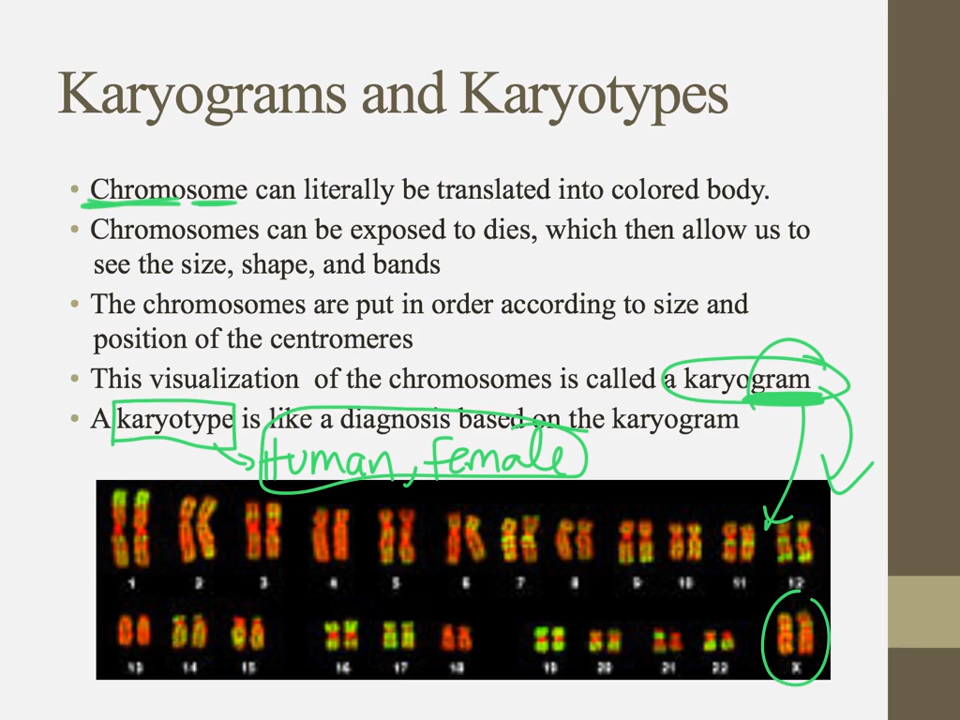 Karyograms and Karyotypes
• Chromosome can literally be translated into colored body.
• Chromosomes can be exposed to dies, which then allow us to
see the size, shape, and bands
• The chromosomes are put in order according to size and
position of the centromeres
• This visualization of the chromosomes is called a karyogram
• A karyotype is like a diagnosis based on the karyogram
Human, Female
1 2 3 4 5 6 7 8 9 10 11 12
13 14 15 16 17 18 19 20 21 22 X